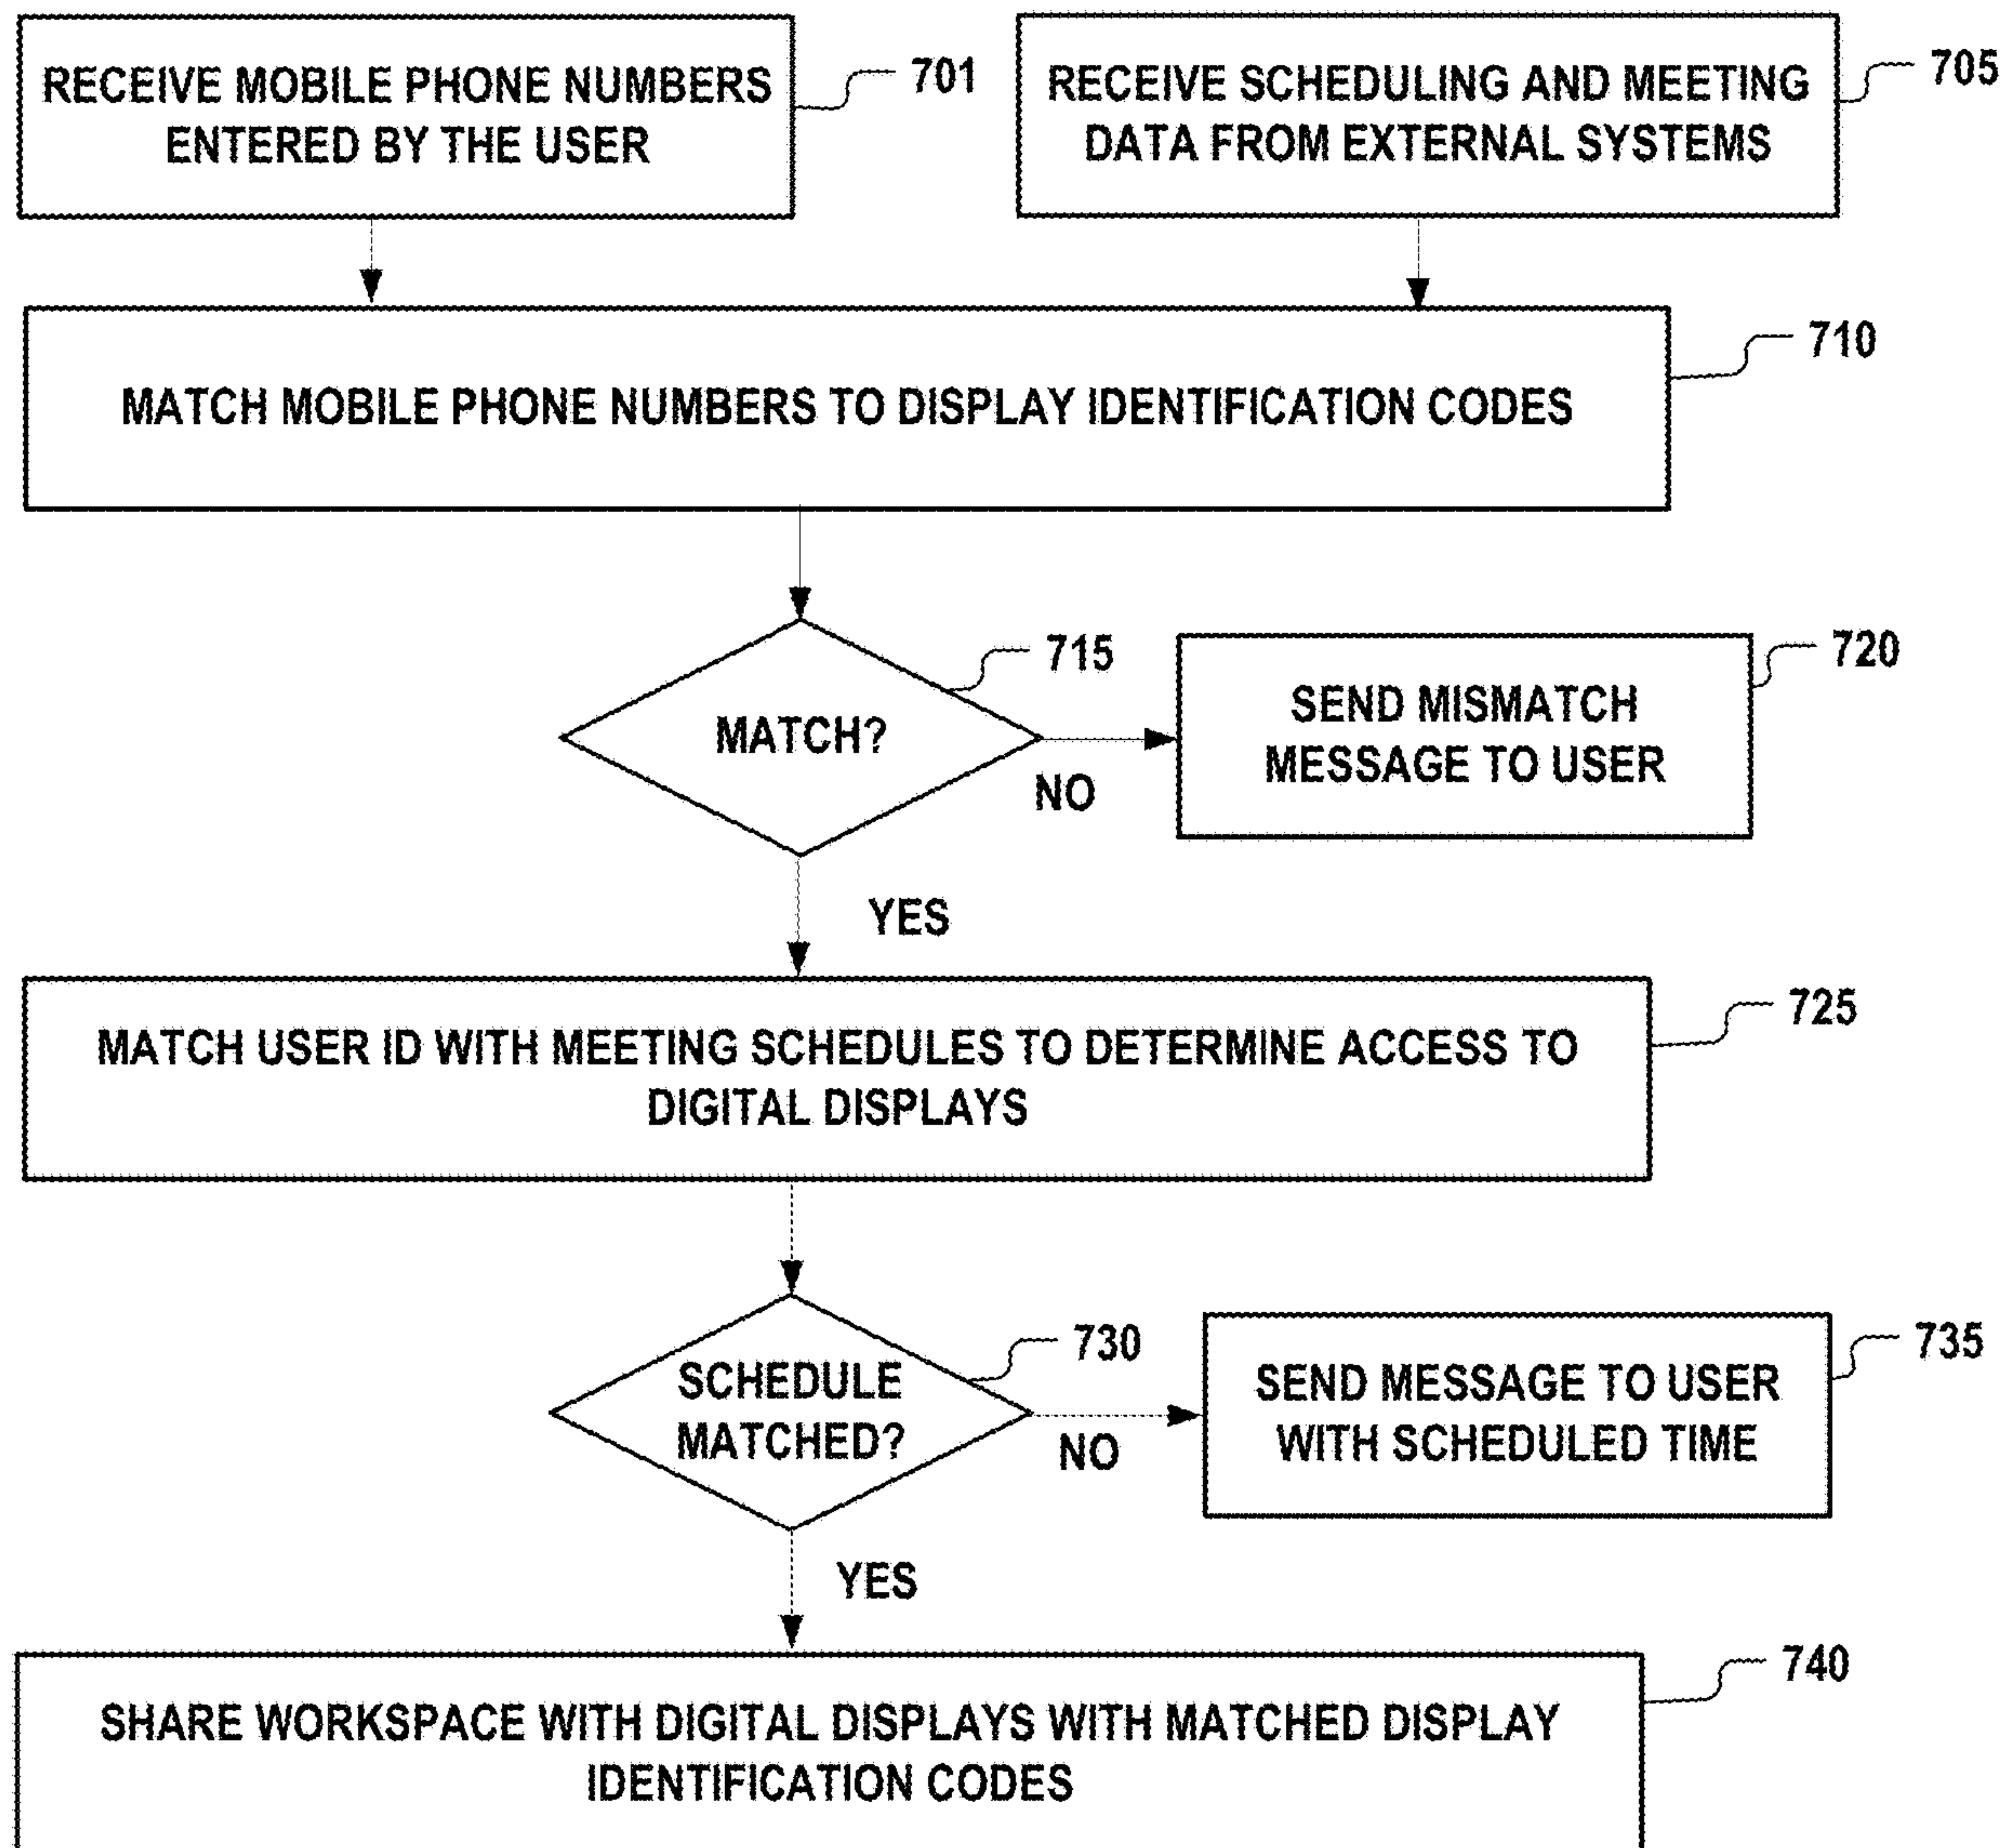 RECEIVE MOBILE PHONE NUMBERS
ENTERED BY THE USER
701
RECEIVE SCHEDULING AND MEETING
DATA FROM EXTERNAL SYSTEMS
705
MATCH MOBILE PHONE NUMBERS TO DISPLAY IDENTIFICATION CODES
710
MATCH?
715
NO
SEND MISMATCH
MESSAGE TO USER
720
YES
MATCH USER ID WITH MEETING SCHEDULES TO DETERMINE ACCESS TO
DIGITAL DISPLAYS
725
SCHEDULE
MATCHED?
730
NO
SEND MESSAGE TO USER
WITH SCHEDULED TIME
735
YES
SHARE WORKSPACE WITH DIGITAL DISPLAYS WITH MATCHED DISPLAY
IDENTIFICATION CODES
740